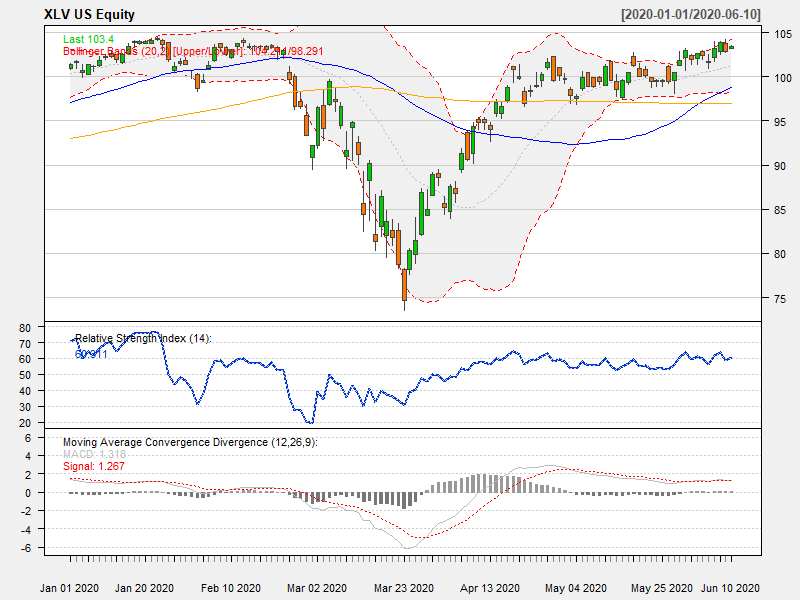 XLV US Equity [2020-01-01/2020-06-10]
Last 103.4
Bollinger Bands (20,2) [Upper/Lower]: 104.291/98.291
105
100
95
90
85
80
75
Relative Strength Index (14):
80
70
60
50
40
30
20
Moving Average Convergence Divergence (12,26,9):
MACD: 1.318
Signal: 1.267
6
4
2
0
-2
-4
-6
Jan 01 2020 Jan 20 2020 Feb 10 2020 Mar 02 2020 Mar 23 2020 Apr 13 2020 May 04 2020 May 25 2020 Jun 10 2020